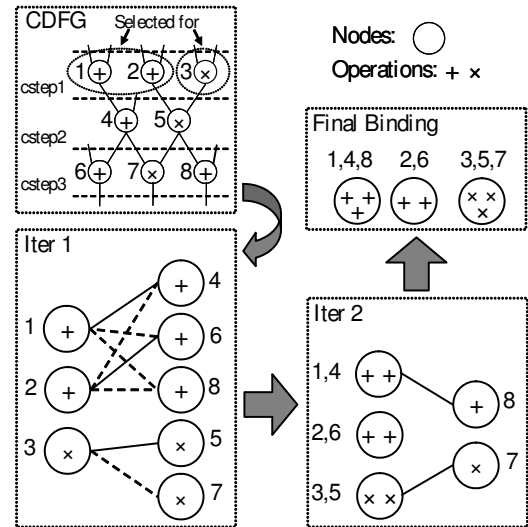 CDFG
Selected for
1 + 2 + 3 ×
cstep1
4 + 5 ×
cstep2
6 + 7 × 8 +
cstep3
Nodes:
Operations: + ×
Final Binding
1,4,8 2,6 3,5,7
+ + + + + × × ×
Iter 1
+ 4
1 +
+ 6
2 +
+ 8
3 ×
× 5
× 7
Iter 2
1,4 + +
+ 8
2,6 + +
× 7
3,5 × ×